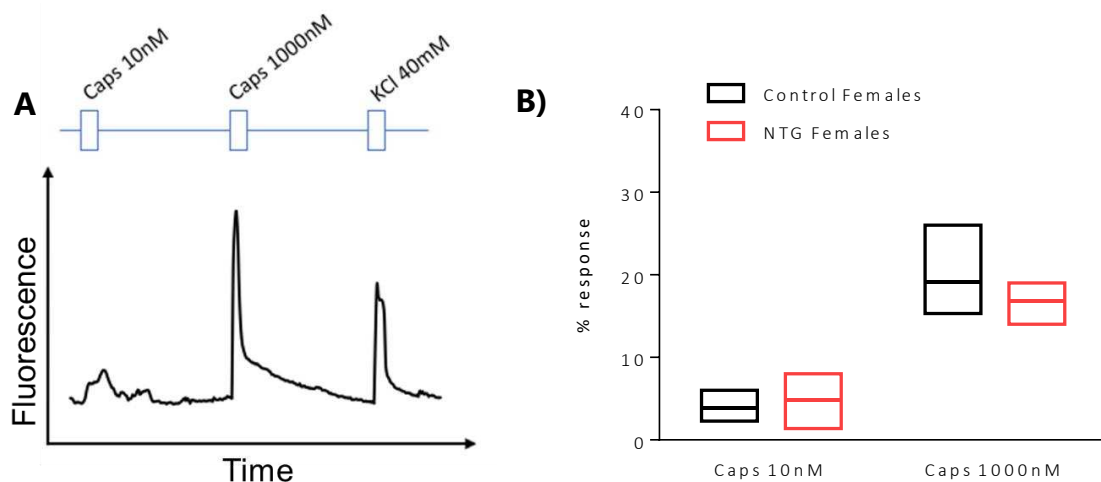 A
Caps 10nM
Caps 1000nM
KCl 40mM
Fluorescence
Time
B)
Control Females
NTG Females
% response
40
30
20
10
0
Caps 10nM
Caps 1000nM